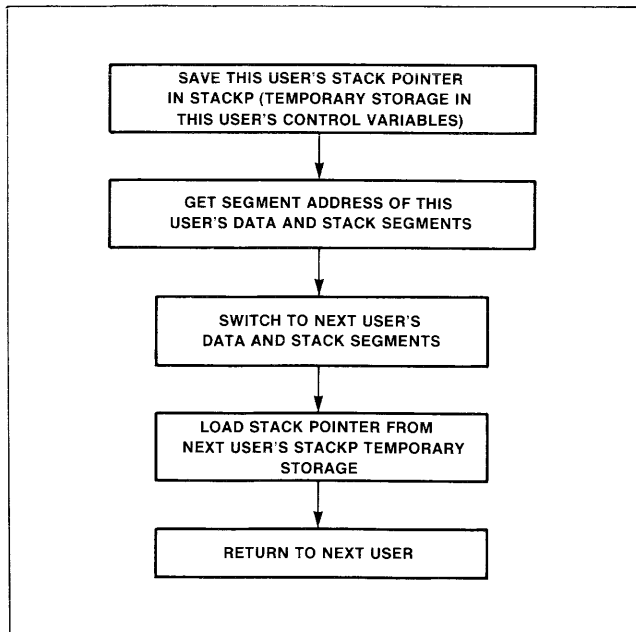 SAVE THIS USER'S STACK POINTER
IN STACKP (TEMPORARY STORAGE IN
THIS USER'S CONTROL VARIABLES)
GET SEGMENT ADDRESS OF THIS
USER'S DATA AND STACK SEGMENTS
SWITCH TO NEXT USER'S
DATA AND STACK SEGMENTS
LOAD STACK POINTER FROM
NEXT USER'S STACKP TEMPORARY
STORAGE
RETURN TO NEXT USER